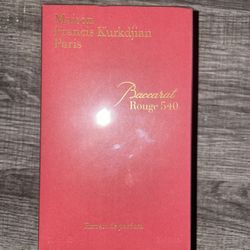 Maison
Francis Kurkdjian
Paris
Baccarat
Rouge 540
Extrait de parfum